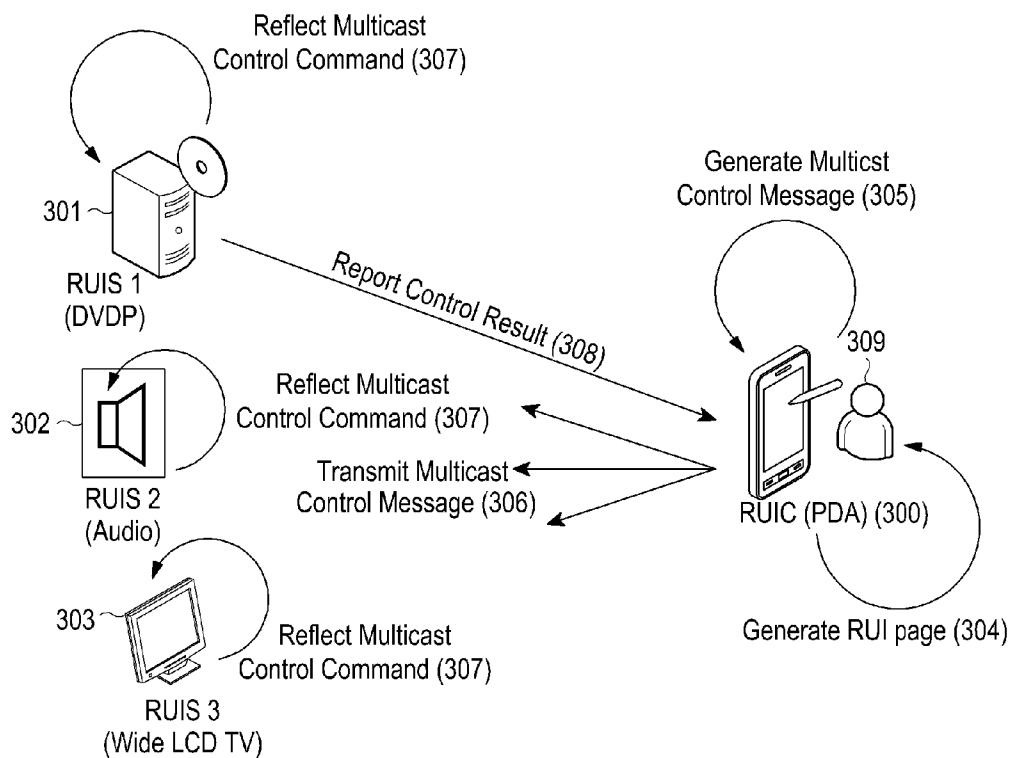 Reflect Multicast
Control Command (307)
301
RUIS 1
(DVDP)
Report Control Result (308)
Generate Multicst
Control Message (305)
309
302
RUIS 2
(Audio)
Reflect Multicast
Control Command (307)
Transmit Multicast
Control Message (306)
RUIC (PDA) (300)
303
RUIS 3
(Wide LCD TV)
Reflect Multicast
Control Command (307)
Generate RUI page (304)